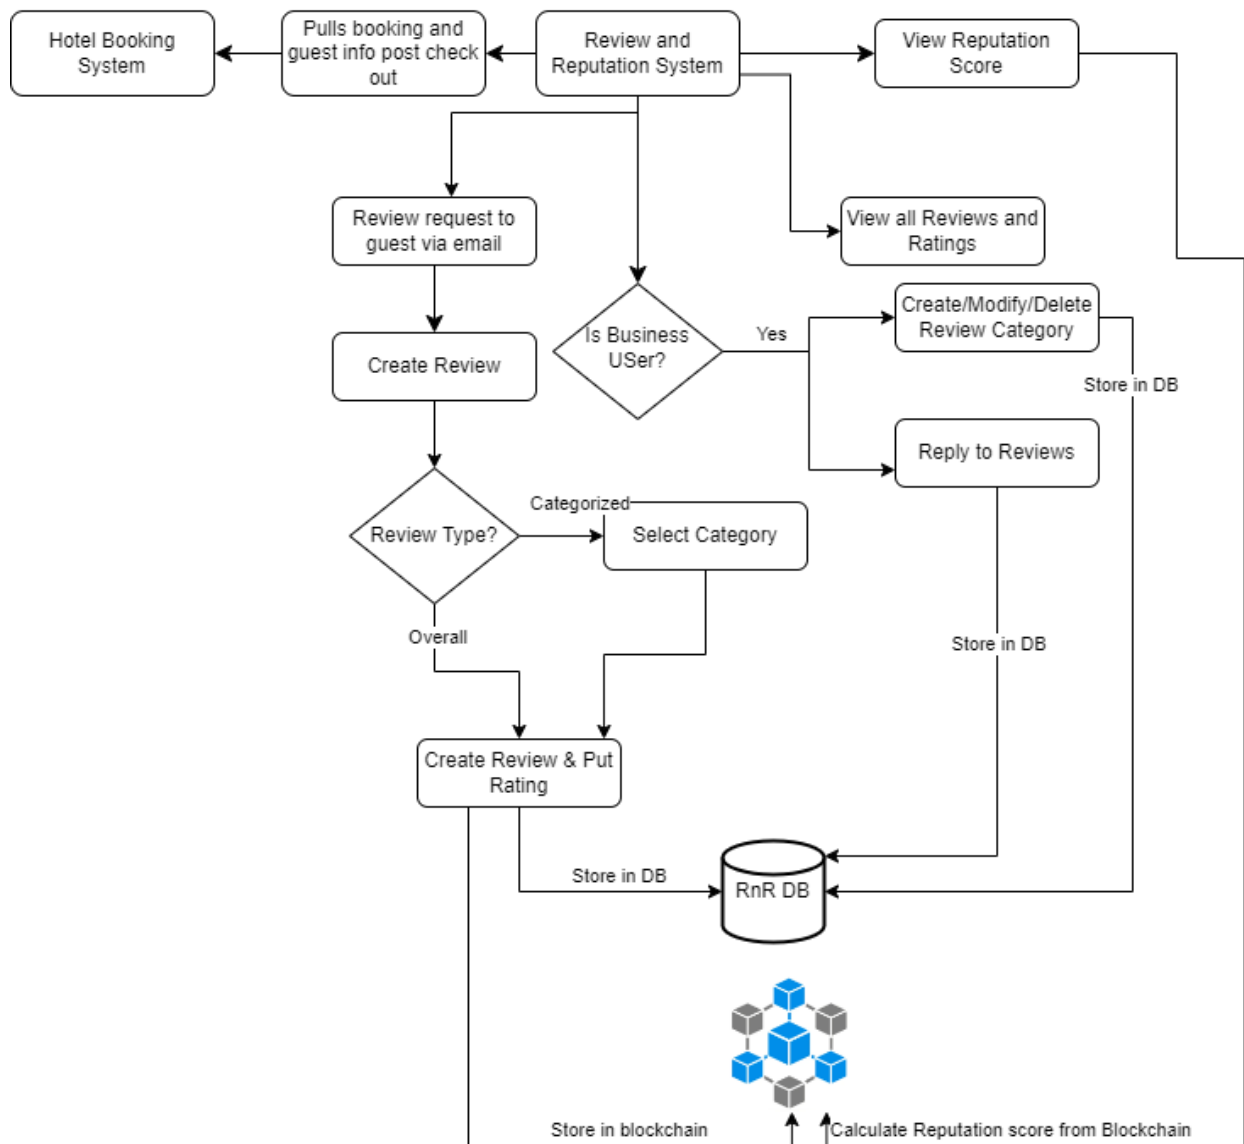 Hotel Booking
System
Pulls booking and
guest info post check
out
Review and
Reputation System
View Reputation
Score
Review request to
guest via email
View all Reviews and
Ratings
Create/Modify/Delete
Review Category
Is Business
USer?
Yes
Create Review
Store in DB
Reply to Reviews
Categorized
Review Type?
Select Category
Overall
Store in DB
Create Review & Put
Rating
Store in DB
RnR DB
Store in blockchain
Calculate Reputation score from Blockchain